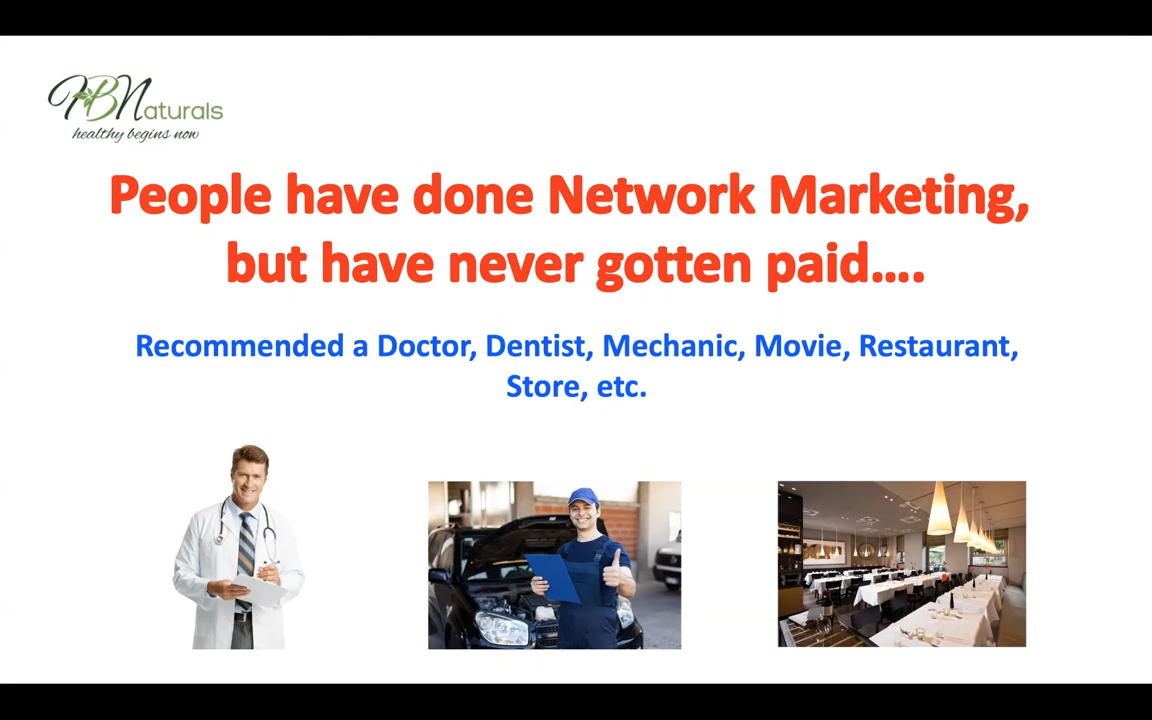 HBNaturals
healthy begins now
People have done Network Marketing,
but have never gotten paid….
Recommended a Doctor, Dentist, Mechanic, Movie, Restaurant,
Store, etc.